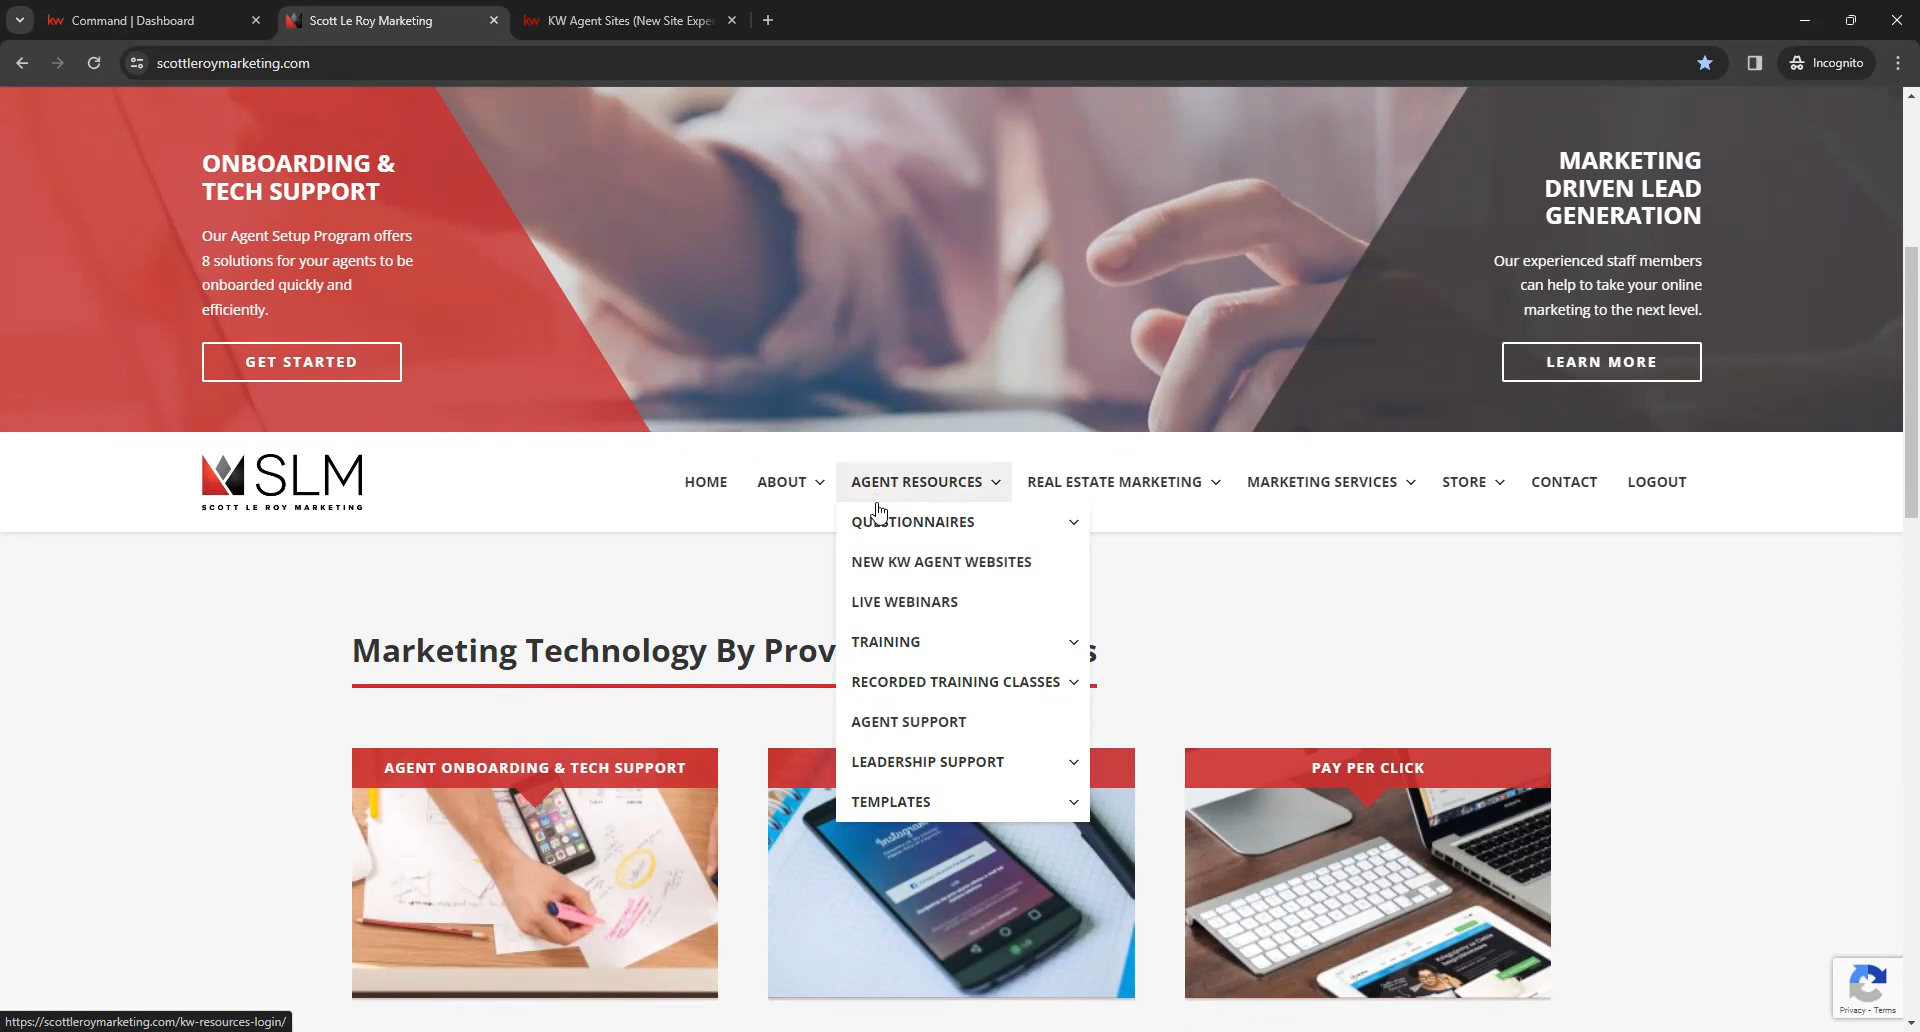 Command | Dashboard
Scott Le Roy Marketing
KW Agent Sites (New Site Expe
scottleroymarketing.com
Incognito
ONBOARDING &
TECH SUPPORT
Our Agent Setup Program offers
8 solutions for your agents to be
onboarded quickly and
efficiently.
GET STARTED
MARKETING
DRIVEN LEAD
GENERATION
Our experienced staff members
can help to take your online
marketing to the next level.
LEARN MORE
SLM
SCOTT LE ROY MARKETING
HOME
ABOUT
AGENT RESOURCES
REAL ESTATE MARKETING
MARKETING SERVICES
STORE
CONTACT
LOGOUT
QUESTIONNAIRES
NEW KW AGENT WEBSITES
LIVE WEBINARS
TRAINING
RECORDED TRAINING CLASSES
AGENT SUPPORT
LEADERSHIP SUPPORT
TEMPLATES
Marketing Technology By Prov
AGENT ONBOARDING & TECH SUPPORT
Instagram
PAY PER CLICK
Privacy - Terms
https://scottleroymarketing.com/kw-resources-login/